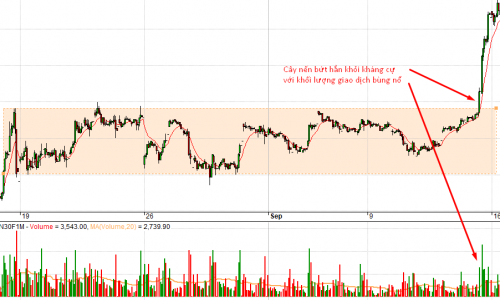 Cây nến bứt hẳn khỏi kháng cự
với khối lượng giao dịch bùng nổ
19 26 Sep 9 16
N30F1M - Volume = 3,543.00, MA(Volume,20) = 2,739.90